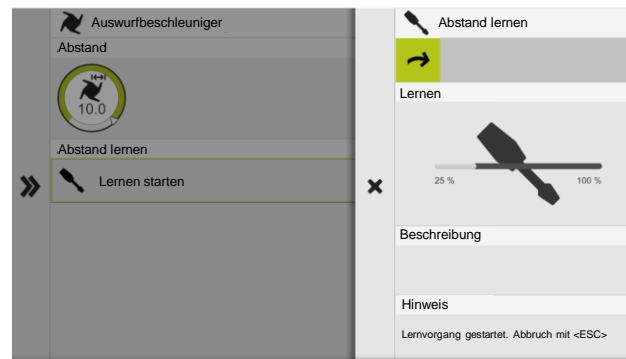 Auswurfbeschleuniger
Abstand
10.0
Abstand lernen
Lernen starten
Abstand lernen
Lernen
25 %
100 %
Beschreibung
Hinweis
Lernvorgang gestartet. Abbruch mit <ESC>